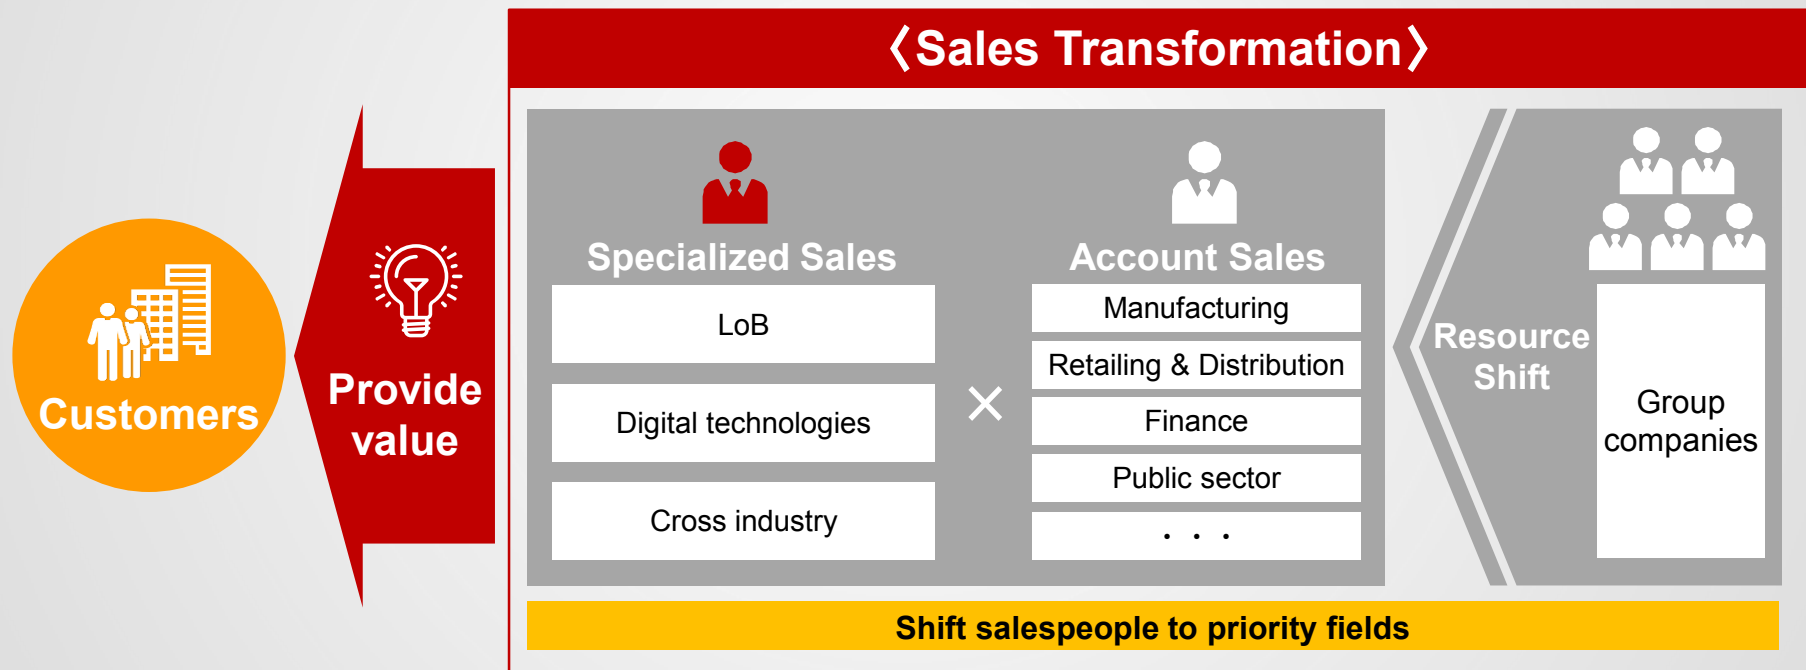 〈Sales Transformation〉
Customers
Provide
value
Specialized Sales
LoB
Digital technologies
Cross industry
×
Account Sales
Manufacturing
Retailing & Distribution
Finance
Public sector
・・・
Resource
Shift
Group
companies
Shift salespeople to priority fields